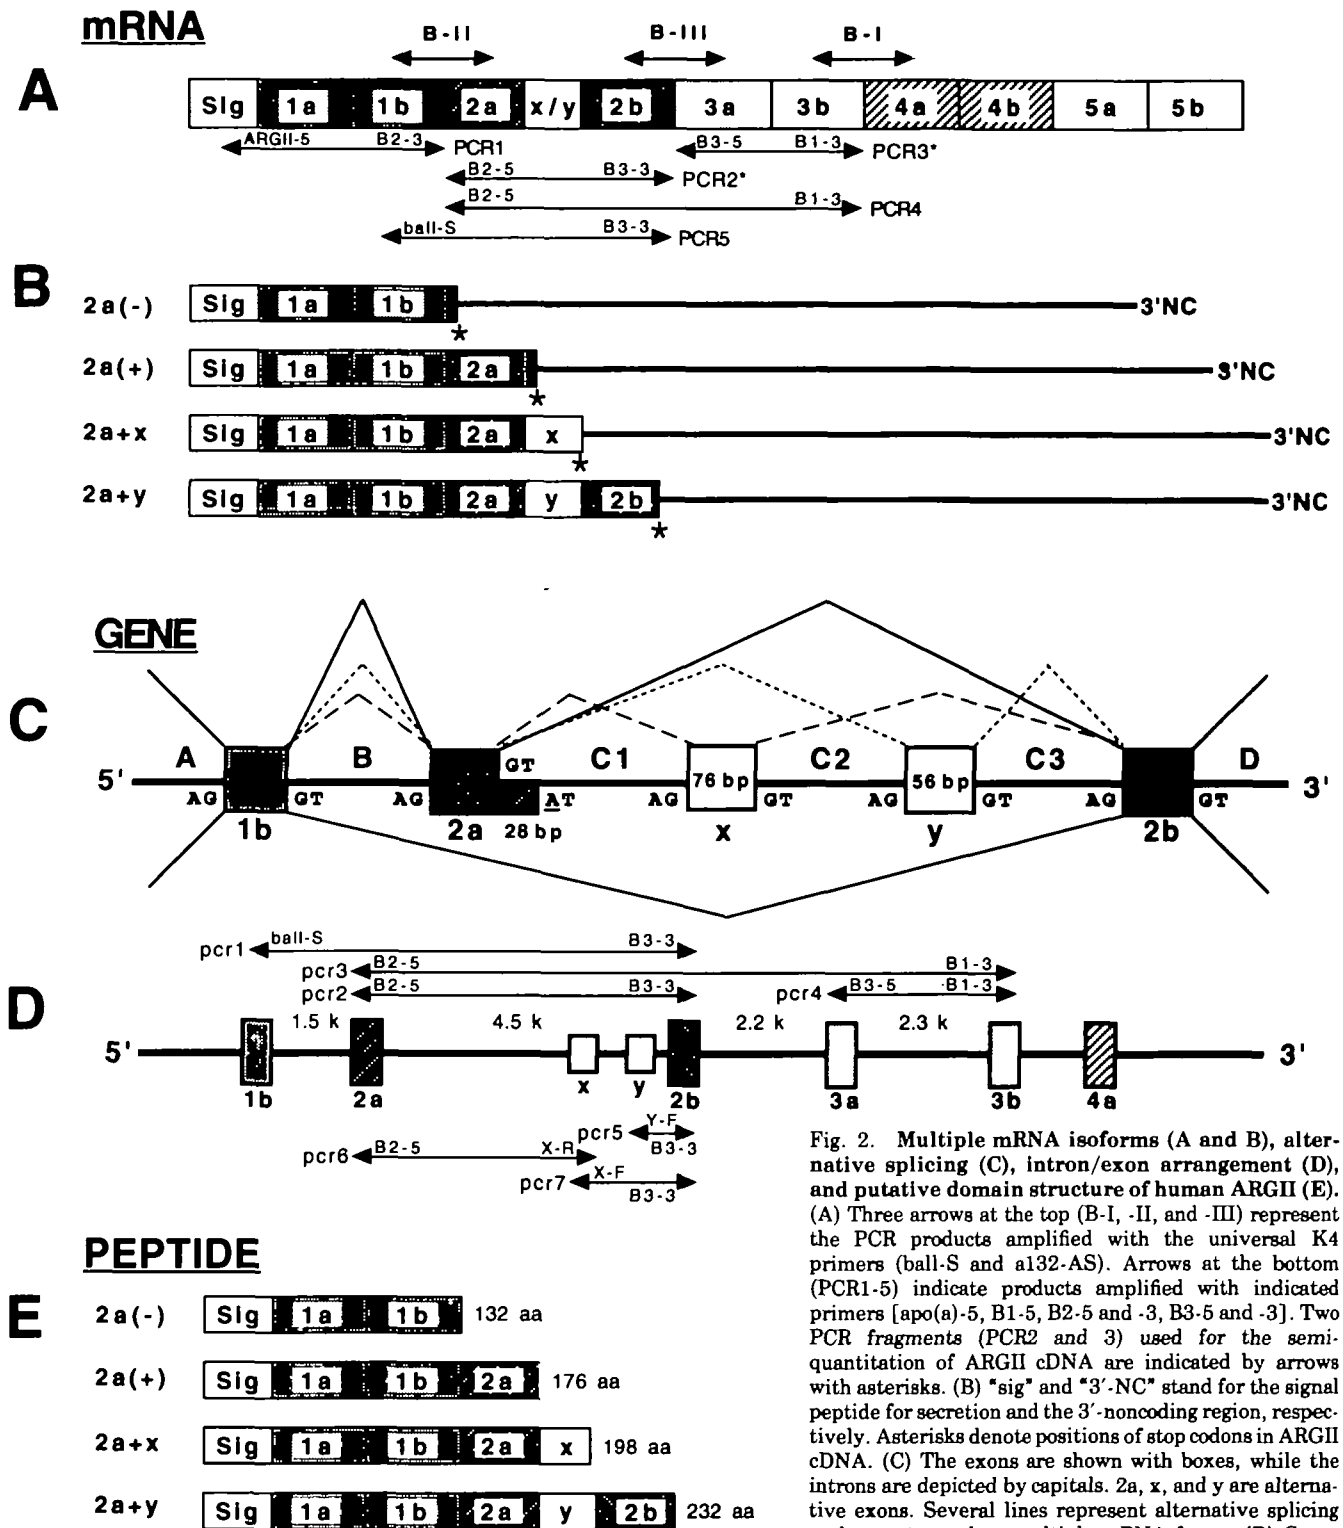 mRNA
B-II B-III B-I
A
Sig 1a 1b 2a x/y 2b 3a 3b 4a 4b 5a 5b
ARGII-5 B2-3 PCR1 B3-5 B1-3 PCR3*
B2-5 B3-3 PCR2*
B2-5 B1-3 PCR4
ball-S B3-3 PCR5
B
2a(-) Sig 1a 1b 3'NC
*
2a(+) Sig 1a 1b 2a 3'NC
*
2a+x Sig 1a 1b 2a x 3'NC
*
2a+y Sig 1a 1b 2a y 2b 3'NC
*
GENE
C
A B GT C1 C2 C3 D
5' 76 bp 56 bp 3'
AG GT AG AT AG GT AG GT AG GT
1b 2a 28 bp x y 2b
pcr1 ball-S B3-3
pcr3 B2-5 B1-3
pcr2 B2-5 B3-3 pcr4 B3-5 B1-3
D
1.5 k 4.5 k 2.2 k 2.3 k
5' 3'
1b 2a x y 2b 3a 3b 4a
pcr5 Y-F B3-3
pcr6 B2-5 X-R
pcr7 X-F B3-3
Fig. 2. Multiple mRNA isoforms (A and B), alter-
native splicing (C), intron/exon arrangement (D),
and putative domain structure of human ARGII (E).
(A) Three arrows at the top (B-I, -II, and -III) represent
the PCR products amplified with the universal K4
primers (ball-S and a132-AS). Arrows at the bottom
(PCR1-5) indicate products amplified with indicated
primers [apo(a)-5, B1-5, B2-5 and -3, B3-5 and -3]. Two
PCR fragments (PCR2 and 3) used for the semi-
quantitation of ARGII cDNA are indicated by arrows
with asterisks. (B) "sig" and "3'-NC" stand for the signal
peptide for secretion and the 3'-noncoding region, respec-
tively. Asterisks denote positions of stop codons in ARGII
cDNA. (C) The exons are shown with boxes, while the
introns are depicted by capitals. 2a, x, and y are alterna-
tive exons. Several lines represent alternative splicing
PEPTIDE
E
2a(-) Sig 1a 1b 132 aa
2a(+) Sig 1a 1b 2a 176 aa
2a+x Sig 1a 1b 2a x 198 aa
2a+y Sig 1a 1b 2a y 2b 232 aa